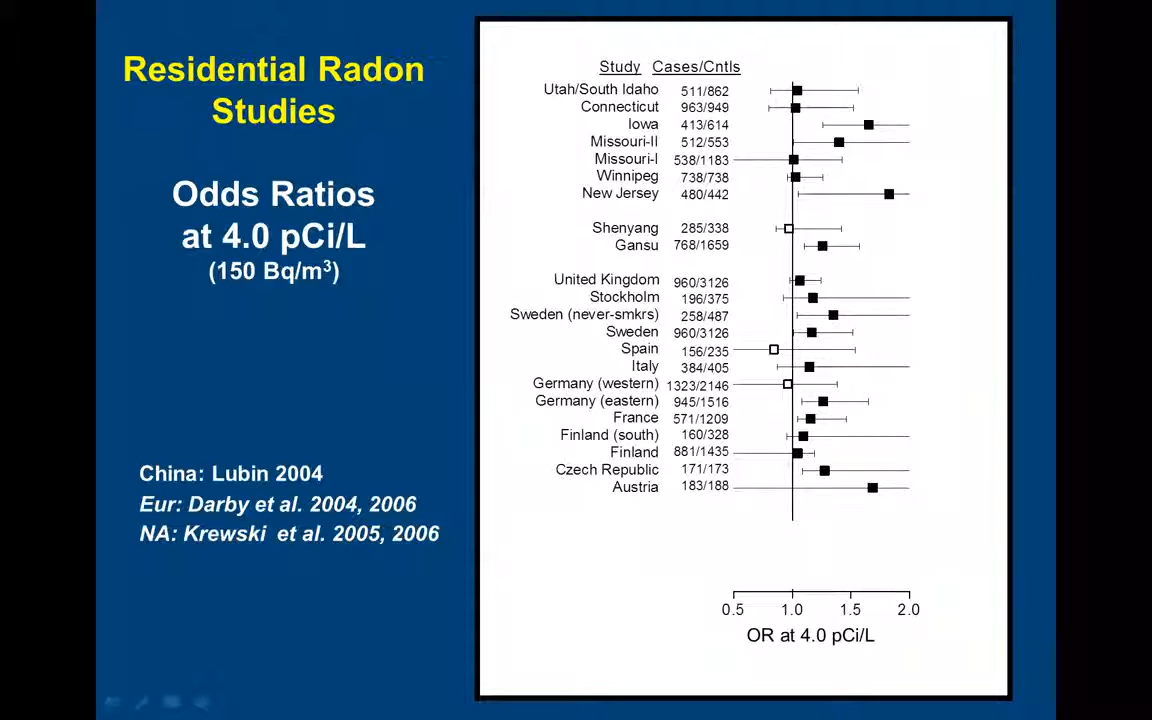 Residential Radon
Studies
Odds Ratios
at 4.0 pCi/L
(150 Bq/m³)
China: Lubin 2004
Eur: Darby et al. 2004, 2006
NA: Krewski et al. 2005, 2006
Study Cases/Cntls
Utah/South Idaho 511/862
Connecticut 963/949
Iowa 413/614
Missouri-II 512/553
Missouri-I 538/1183
Winnipeg 738/738
New Jersey 480/442
Shenyang 285/338
Gansu 768/1659
United Kingdom 960/3126
Stockholm 196/375
Sweden (never-smkrs) 258/487
Sweden 960/3126
Spain 156/235
Italy 384/405
Germany (western) 1323/2146
Germany (eastern) 945/1516
France 571/1209
Finland (south) 160/328
Finland 881/1435
Czech Republic 171/173
Austria 183/188
0.5 1.0 1.5 2.0
OR at 4.0 pCi/L